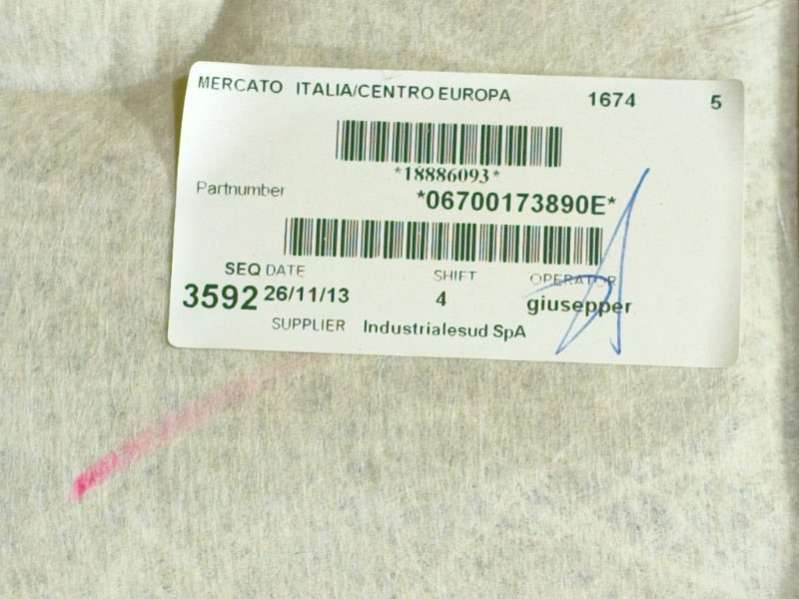 MERCATO ITALIA/CENTRO EUROPA 1674 5
*18886093*
Partnumber *06700173890E*
SEQ DATE SHIFT OPERATOR
3592 26/11/13 4 giusepper
SUPPLIER Industrialesud SpA